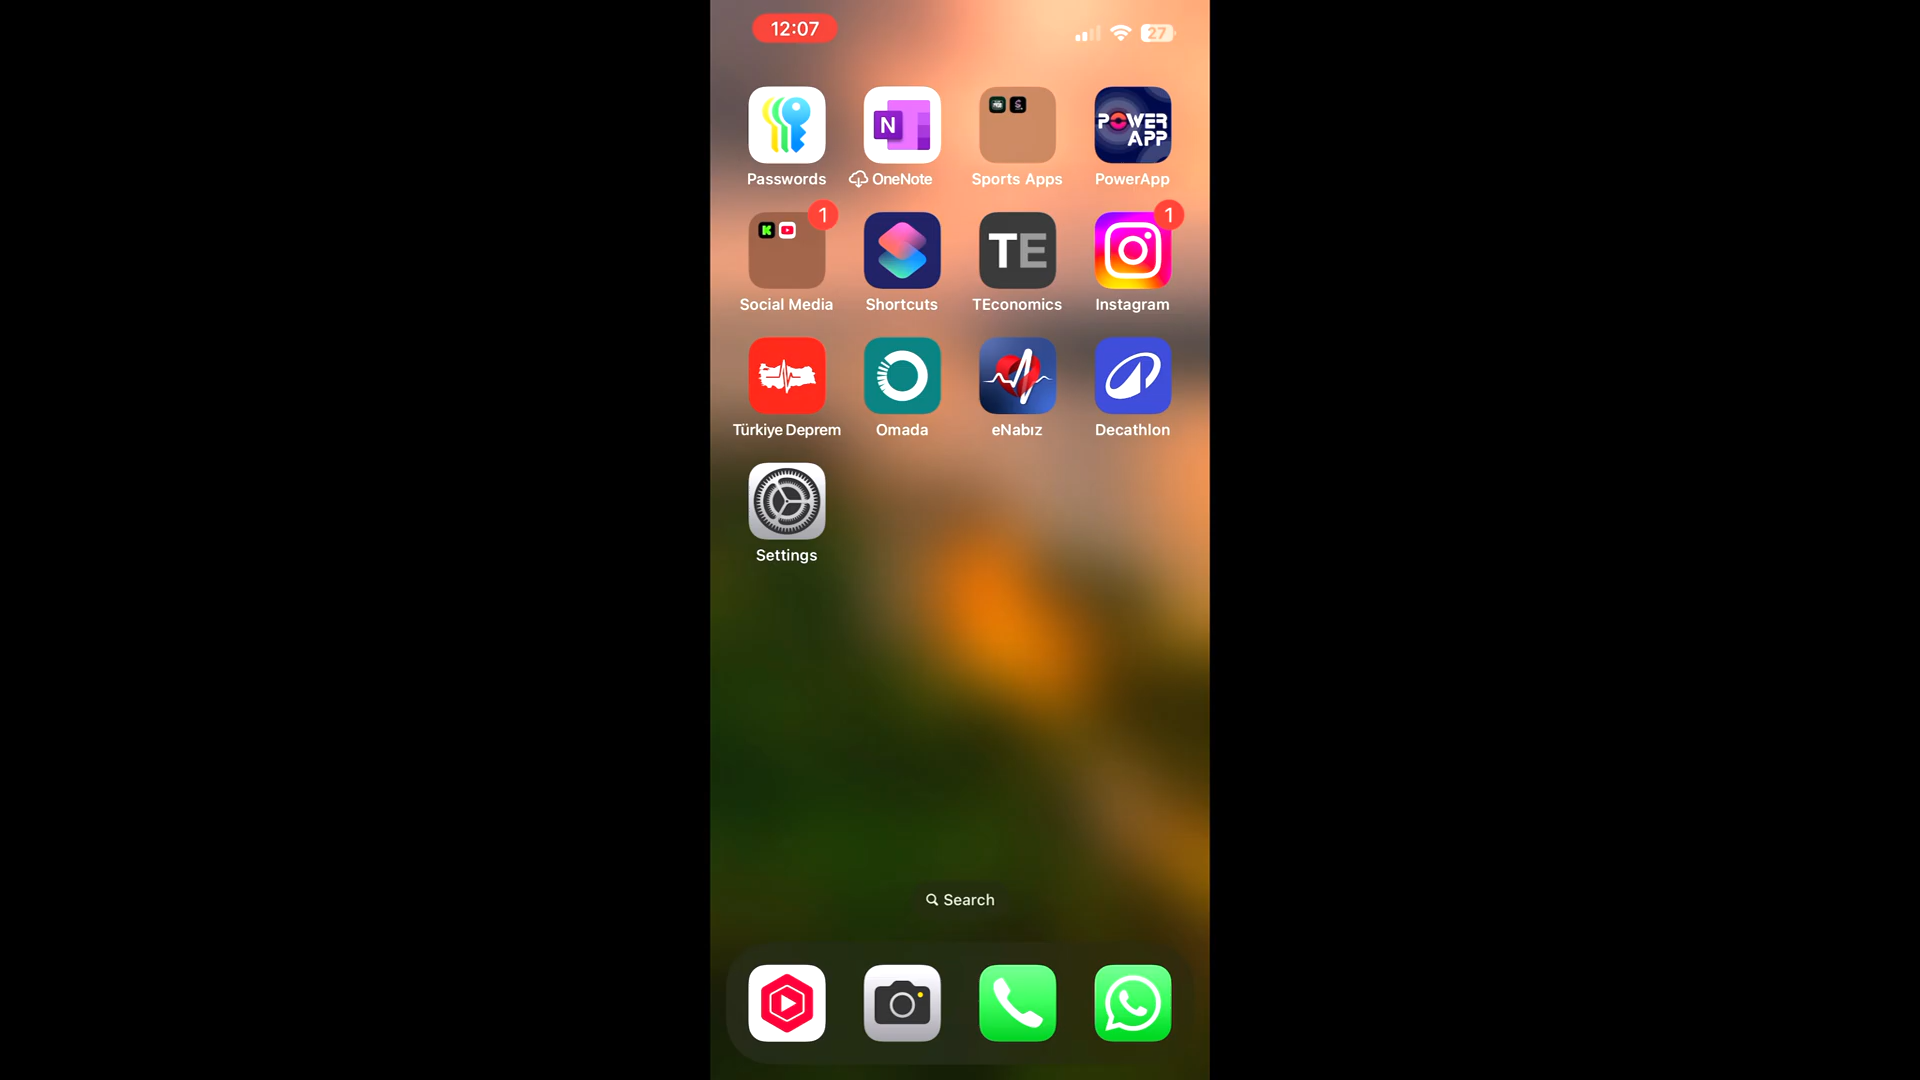 12:07
27
N
POWER
APP
Passwords
OneNote
Sports Apps
PowerApp
1
1
K
TE
Social Media
Shortcuts
TEconomics
Instagram
Türkiye Deprem
Omada
eNabız
Decathlon
Settings
Search